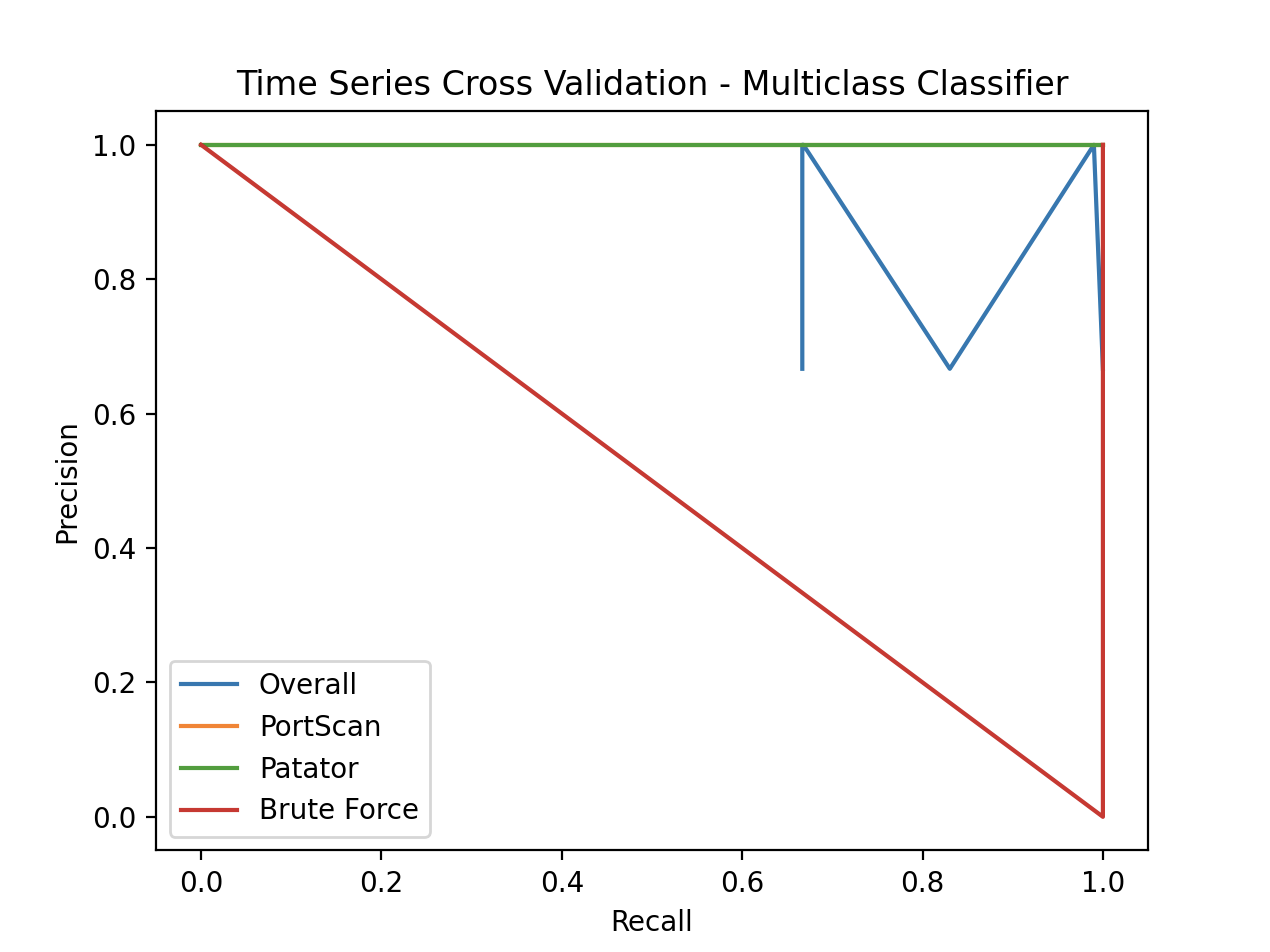 Time Series Cross Validation - Multiclass Classifier
1.0
0.8
0.6
0.4
0.2
0.0
Precision
Overall
PortScan
Patator
Brute Force
0.0 0.2 0.4 0.6 0.8 1.0
Recall